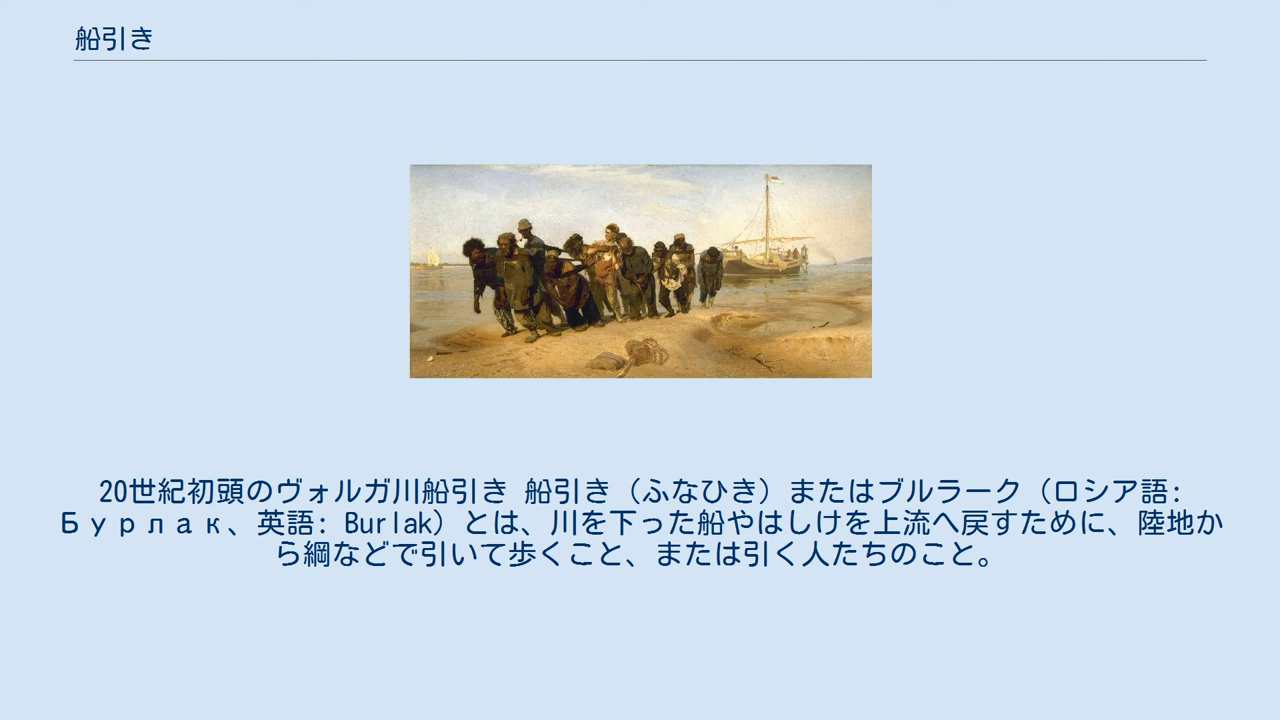 船引き
20世紀初頭のヴォルガ川船引き 船引き（ふなひき）またはブルラーク（ロシア語:
Бурлак、英語: Burlak）とは、川を下った船やはしけを上流へ戻すために、陸地か
ら綱などで引いて歩くこと、または引く人たちのこと。